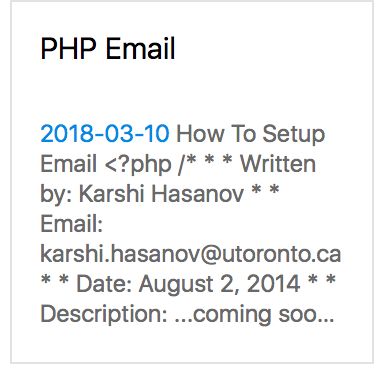 PHP Email
2018-03-10 How To Setup
Email <?php /* * * Written
by: Karshi Hasanov * *
Email:
karshi.hasanov@utoronto.ca
* * Date: August 2, 2014 * *
Description: ...coming soo...